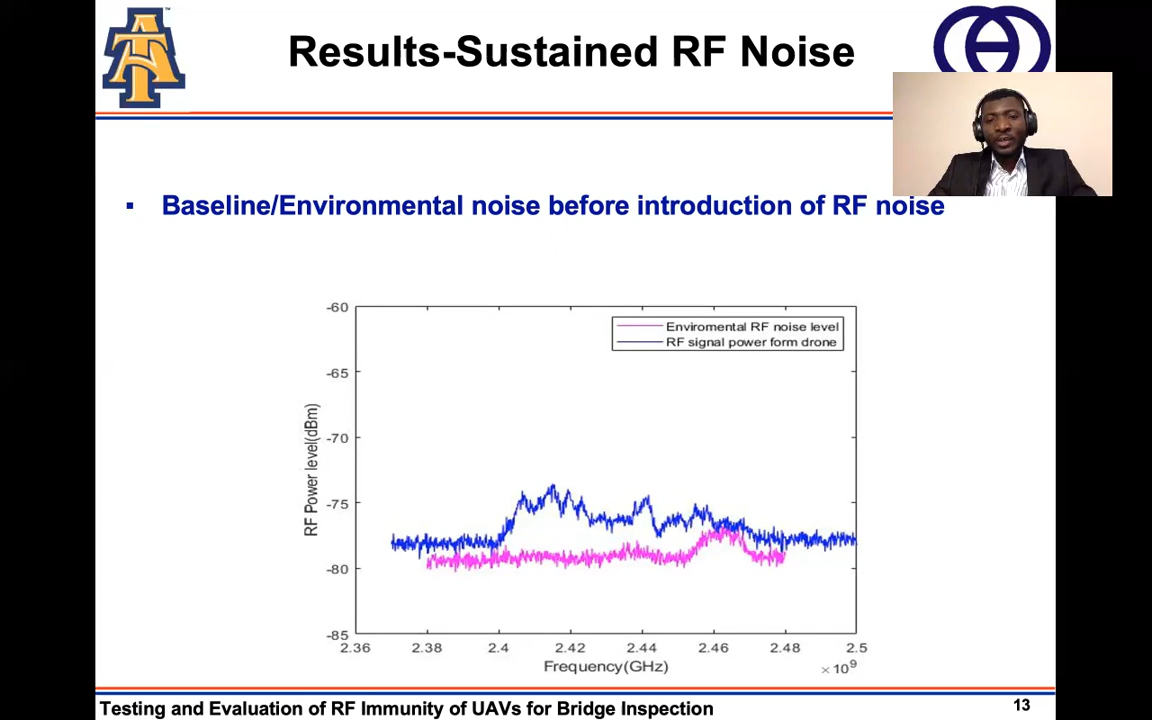 Results-Sustained RF Noise
▪ Baseline/Environmental noise before introduction of RF noise
-60
-65
-70
-75
-80
-85
RF Power level(dBm)
Enviromental RF noise level
RF signal power form drone
2.36 2.38 2.4 2.42 2.44 2.46 2.48 2.5
Frequency(GHz)
×10⁹
Testing and Evaluation of RF Immunity of UAVs for Bridge Inspection
13
AT
TM